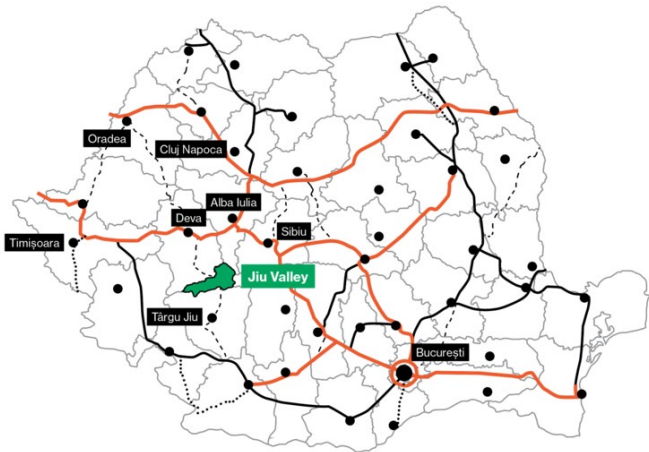 Oradea
Cluj Napoca
Alba Iulia
Deva
Sibiu
Timișoara
Jiu Valley
Târgu Jiu
București